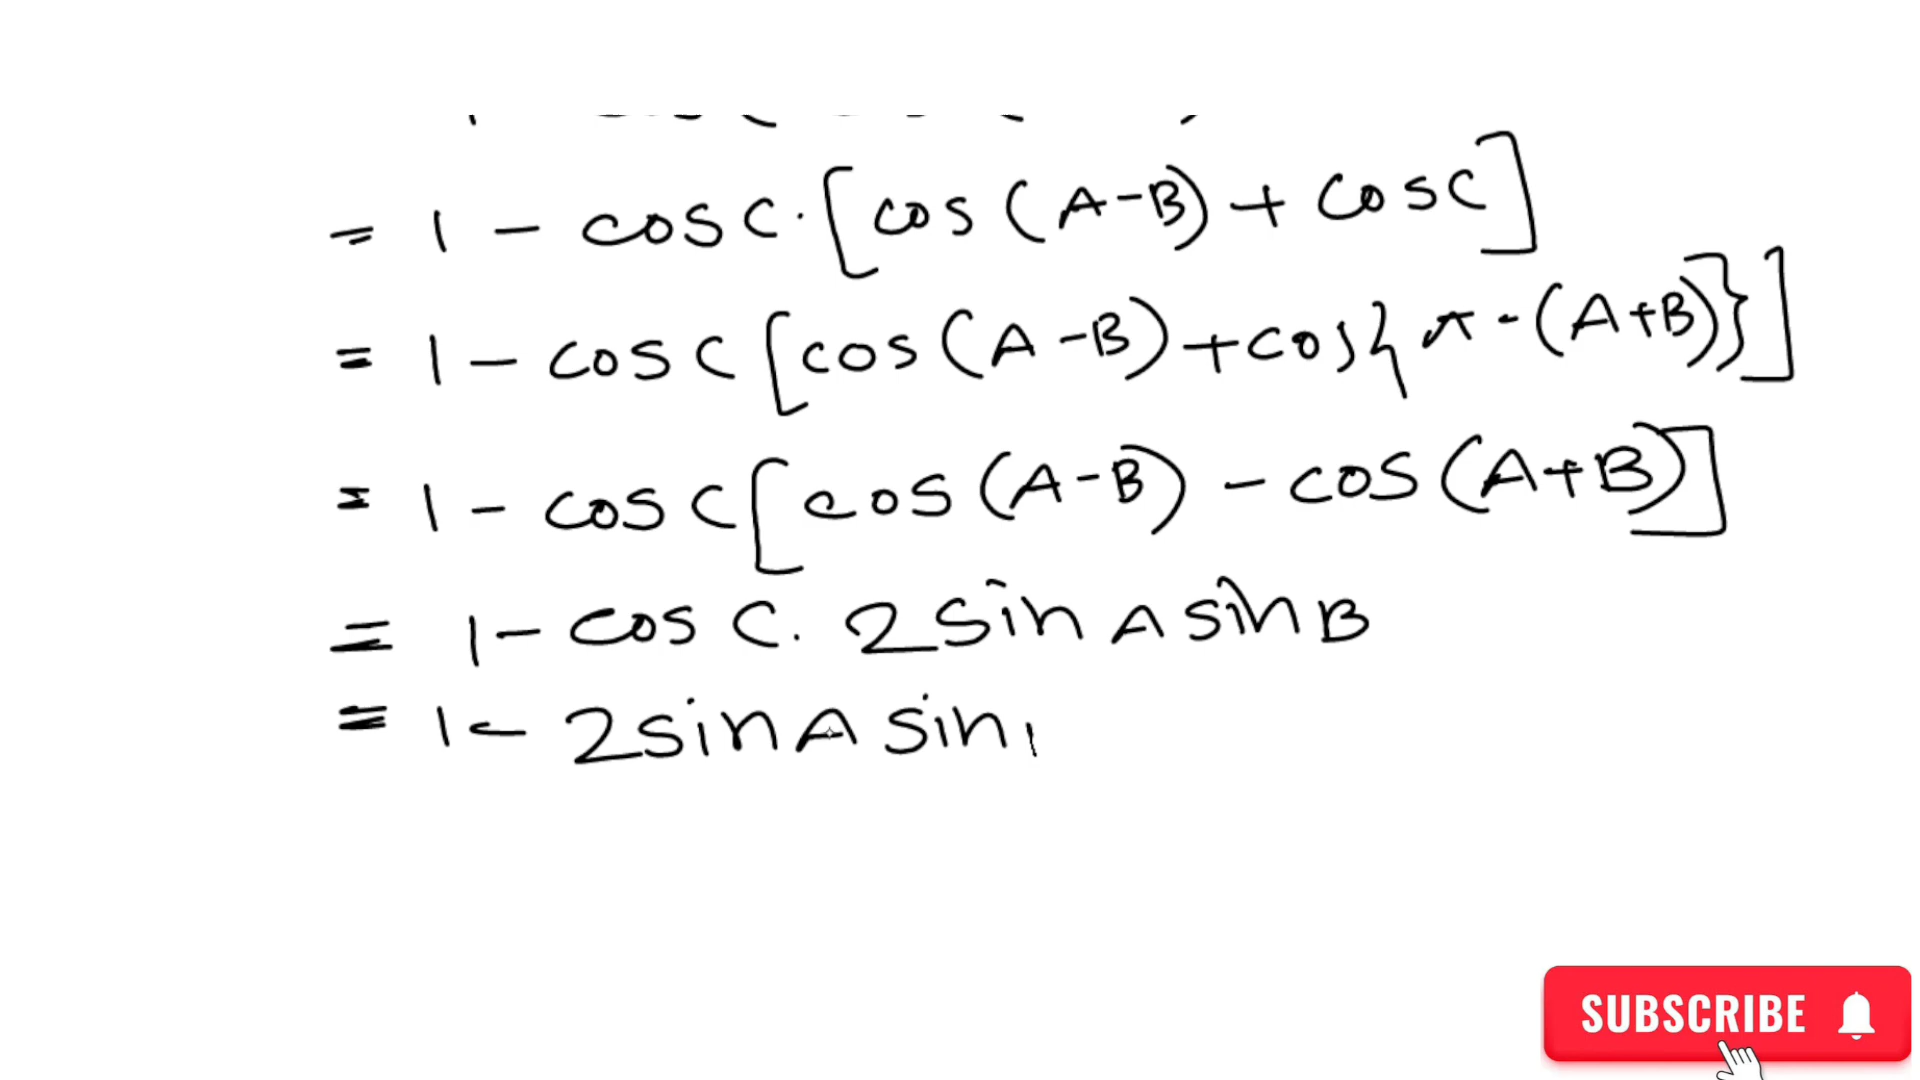 = 1 - cos C · [cos (A-B) + cos C]
= 1 - cos C [cos (A-B) + cos{π - (A+B)}]
= 1 - cos C [cos (A-B) - cos (A+B)]
= 1 - cos C. 2 sin A sin B
= 1 - 2 sin A sin
SUBSCRIBE